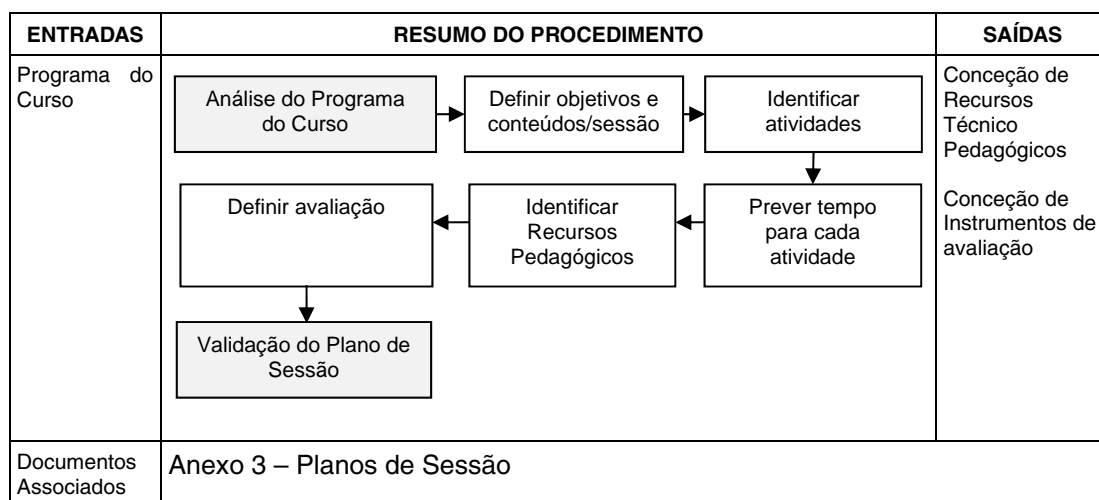 ENTRADAS
RESUMO DO PROCEDIMENTO
SAÍDAS
Programa do
Curso
Análise do Programa
do Curso
Definir objetivos e
conteúdos/sessão
Identificar
atividades
Definir avaliação
Identificar
Recursos
Pedagógicos
Prever tempo
para cada
atividade
Validação do Plano de
Sessão
Conceção de
Recursos
Técnico
Pedagógicos
Conceção de
Instrumentos de
avaliação
Documentos
Associados
Anexo 3 – Planos de Sessão